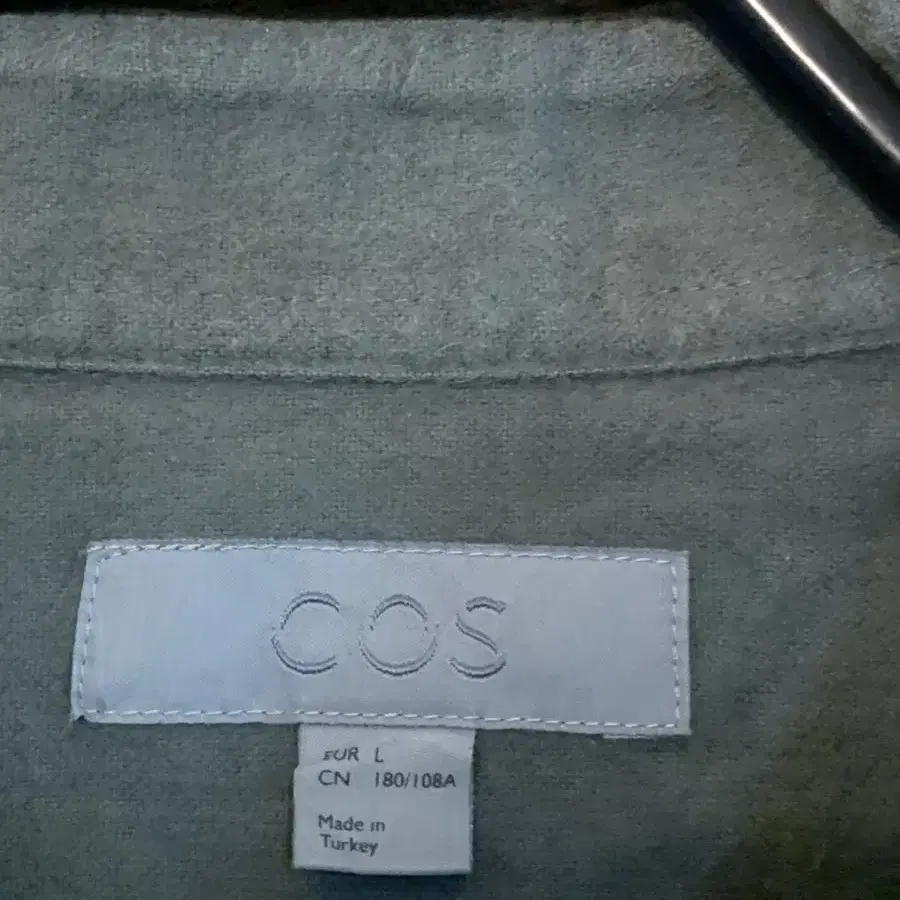 COS
EUR L
CN 180/108A
Made in
Turkey